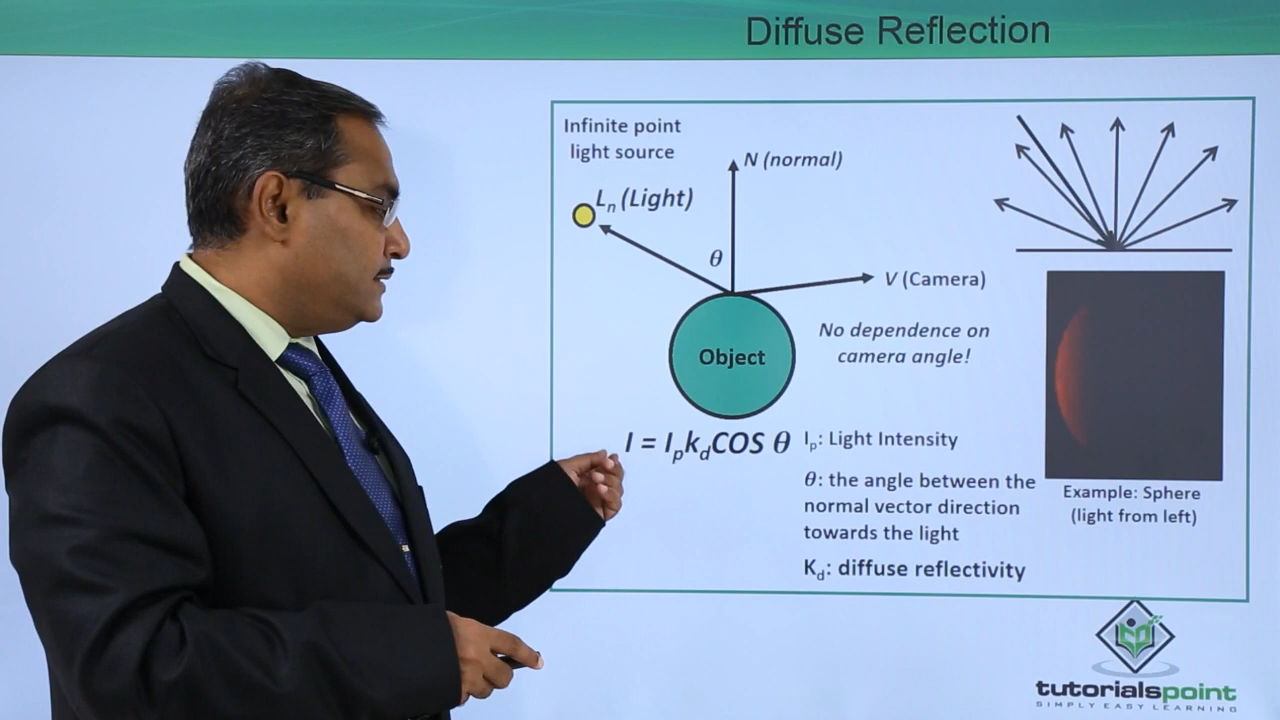 Diffuse Reflection
Infinite point
light source
Lₙ (Light)
N (normal)
θ
V (Camera)
No dependence on
camera angle!
Object
I = IₚkdCOS θ
Iₚ: Light Intensity
θ: the angle between the
normal vector direction
towards the light
Kd: diffuse reflectivity
Example: Sphere
(light from left)
tutorialspoint
SIMPLY EASY LEARNING